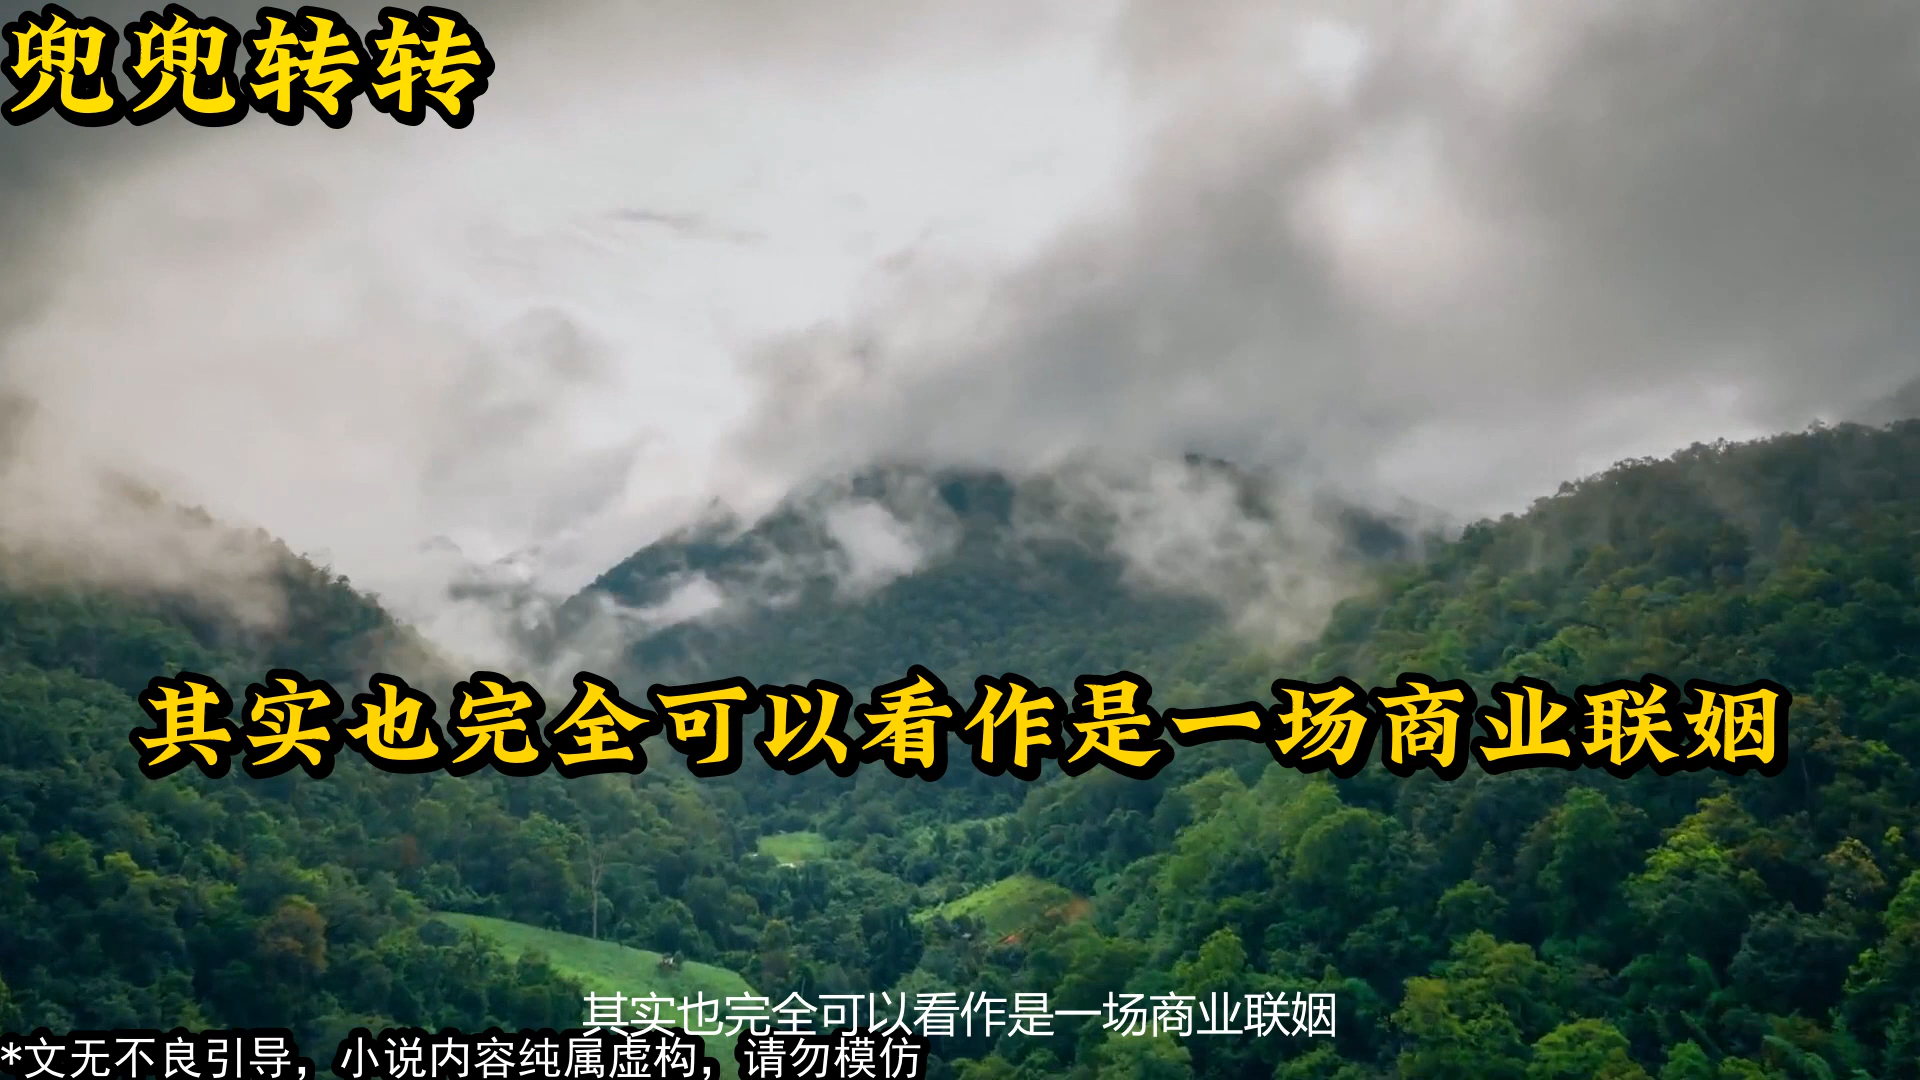 兜兜转转
其实也完全可以看作是一场商业联姻
其实也完全可以看作是一场商业联姻
*文无不良引导，小说内容纯属虚构，请勿模仿